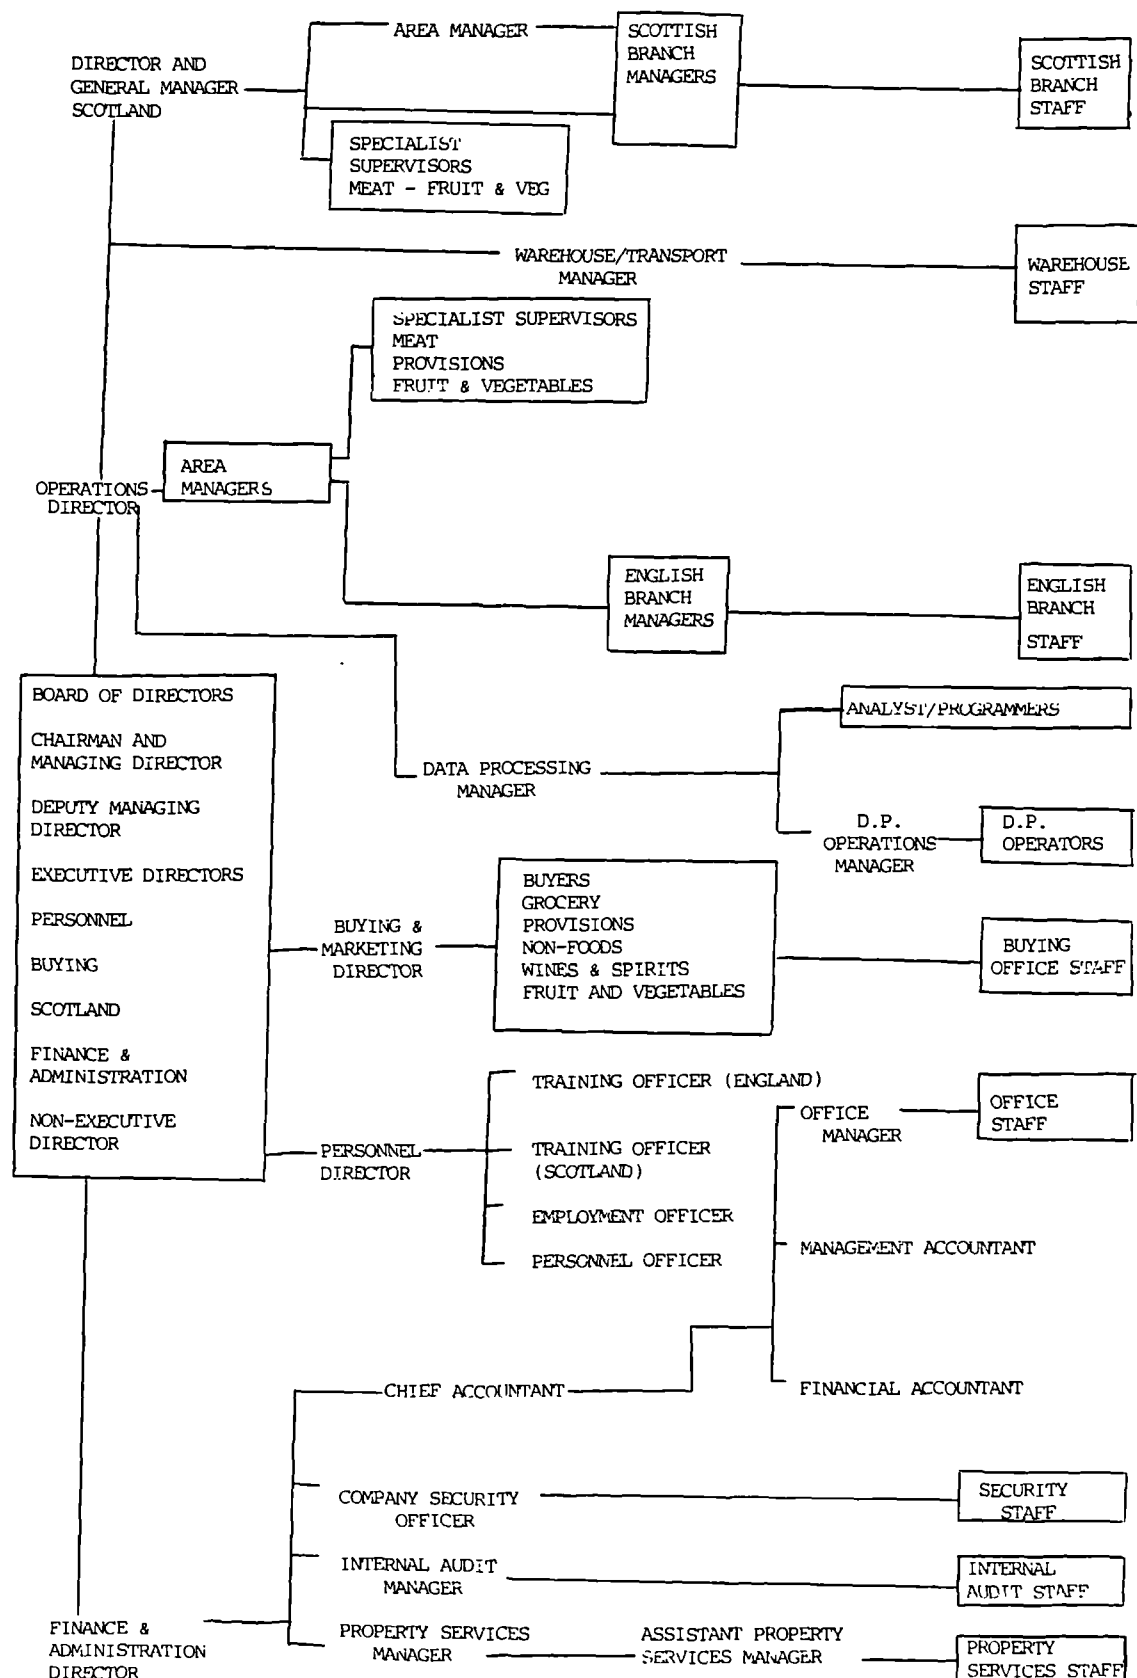 AREA MANAGER
SCOTTISH
BRANCH
MANAGERS
DIRECTOR AND
GENERAL MANAGER
SCOTLAND
SCOTTISH
BRANCH
STAFF
SPECIALIST
SUPERVISORS
MEAT - FRUIT & VEG
WAREHOUSE/TRANSPORT
MANAGER
WAREHOUSE
STAFF
SPECIALIST SUPERVISORS
MEAT
PROVISIONS
FRUIT & VEGETABLES
AREA
MANAGERS
OPERATIONS
DIRECTOR
ENGLISH
BRANCH
MANAGERS
ENGLISH
BRANCH
STAFF
BOARD OF DIRECTORS
CHAIRMAN AND
MANAGING DIRECTOR
DEPUTY MANAGING
DIRECTOR
EXECUTIVE DIRECTORS
PERSONNEL
BUYING
SCOTLAND
FINANCE &
ADMINISTRATION
NON-EXECUTIVE
DIRECTOR
ANALYST/PROGRAMMERS
DATA PROCESSING
MANAGER
D.P.
OPERATIONS
MANAGER
D.P.
OPERATORS
BUYING &
MARKETING
DIRECTOR
BUYERS
GROCERY
PROVISIONS
NON-FOODS
WINES & SPIRITS
FRUIT AND VEGETABLES
BUYING
OFFICE STAFF
PERSONNEL
DIRECTOR
TRAINING OFFICER (ENGLAND)
TRAINING OFFICER
(SCOTLAND)
EMPLOYMENT OFFICER
PERSONNEL OFFICER
OFFICE
MANAGER
OFFICE
STAFF
MANAGEMENT ACCOUNTANT
FINANCIAL ACCOUNTANT
CHIEF ACCOUNTANT
COMPANY SECURITY
OFFICER
SECURITY
STAFF
INTERNAL AUDIT
MANAGER
INTERNAL
AUDIT STAFF
FINANCE &
ADMINISTRATION
DIRECTOR
PROPERTY SERVICES
MANAGER
ASSISTANT PROPERTY
SERVICES MANAGER
PROPERTY
SERVICES STAFF